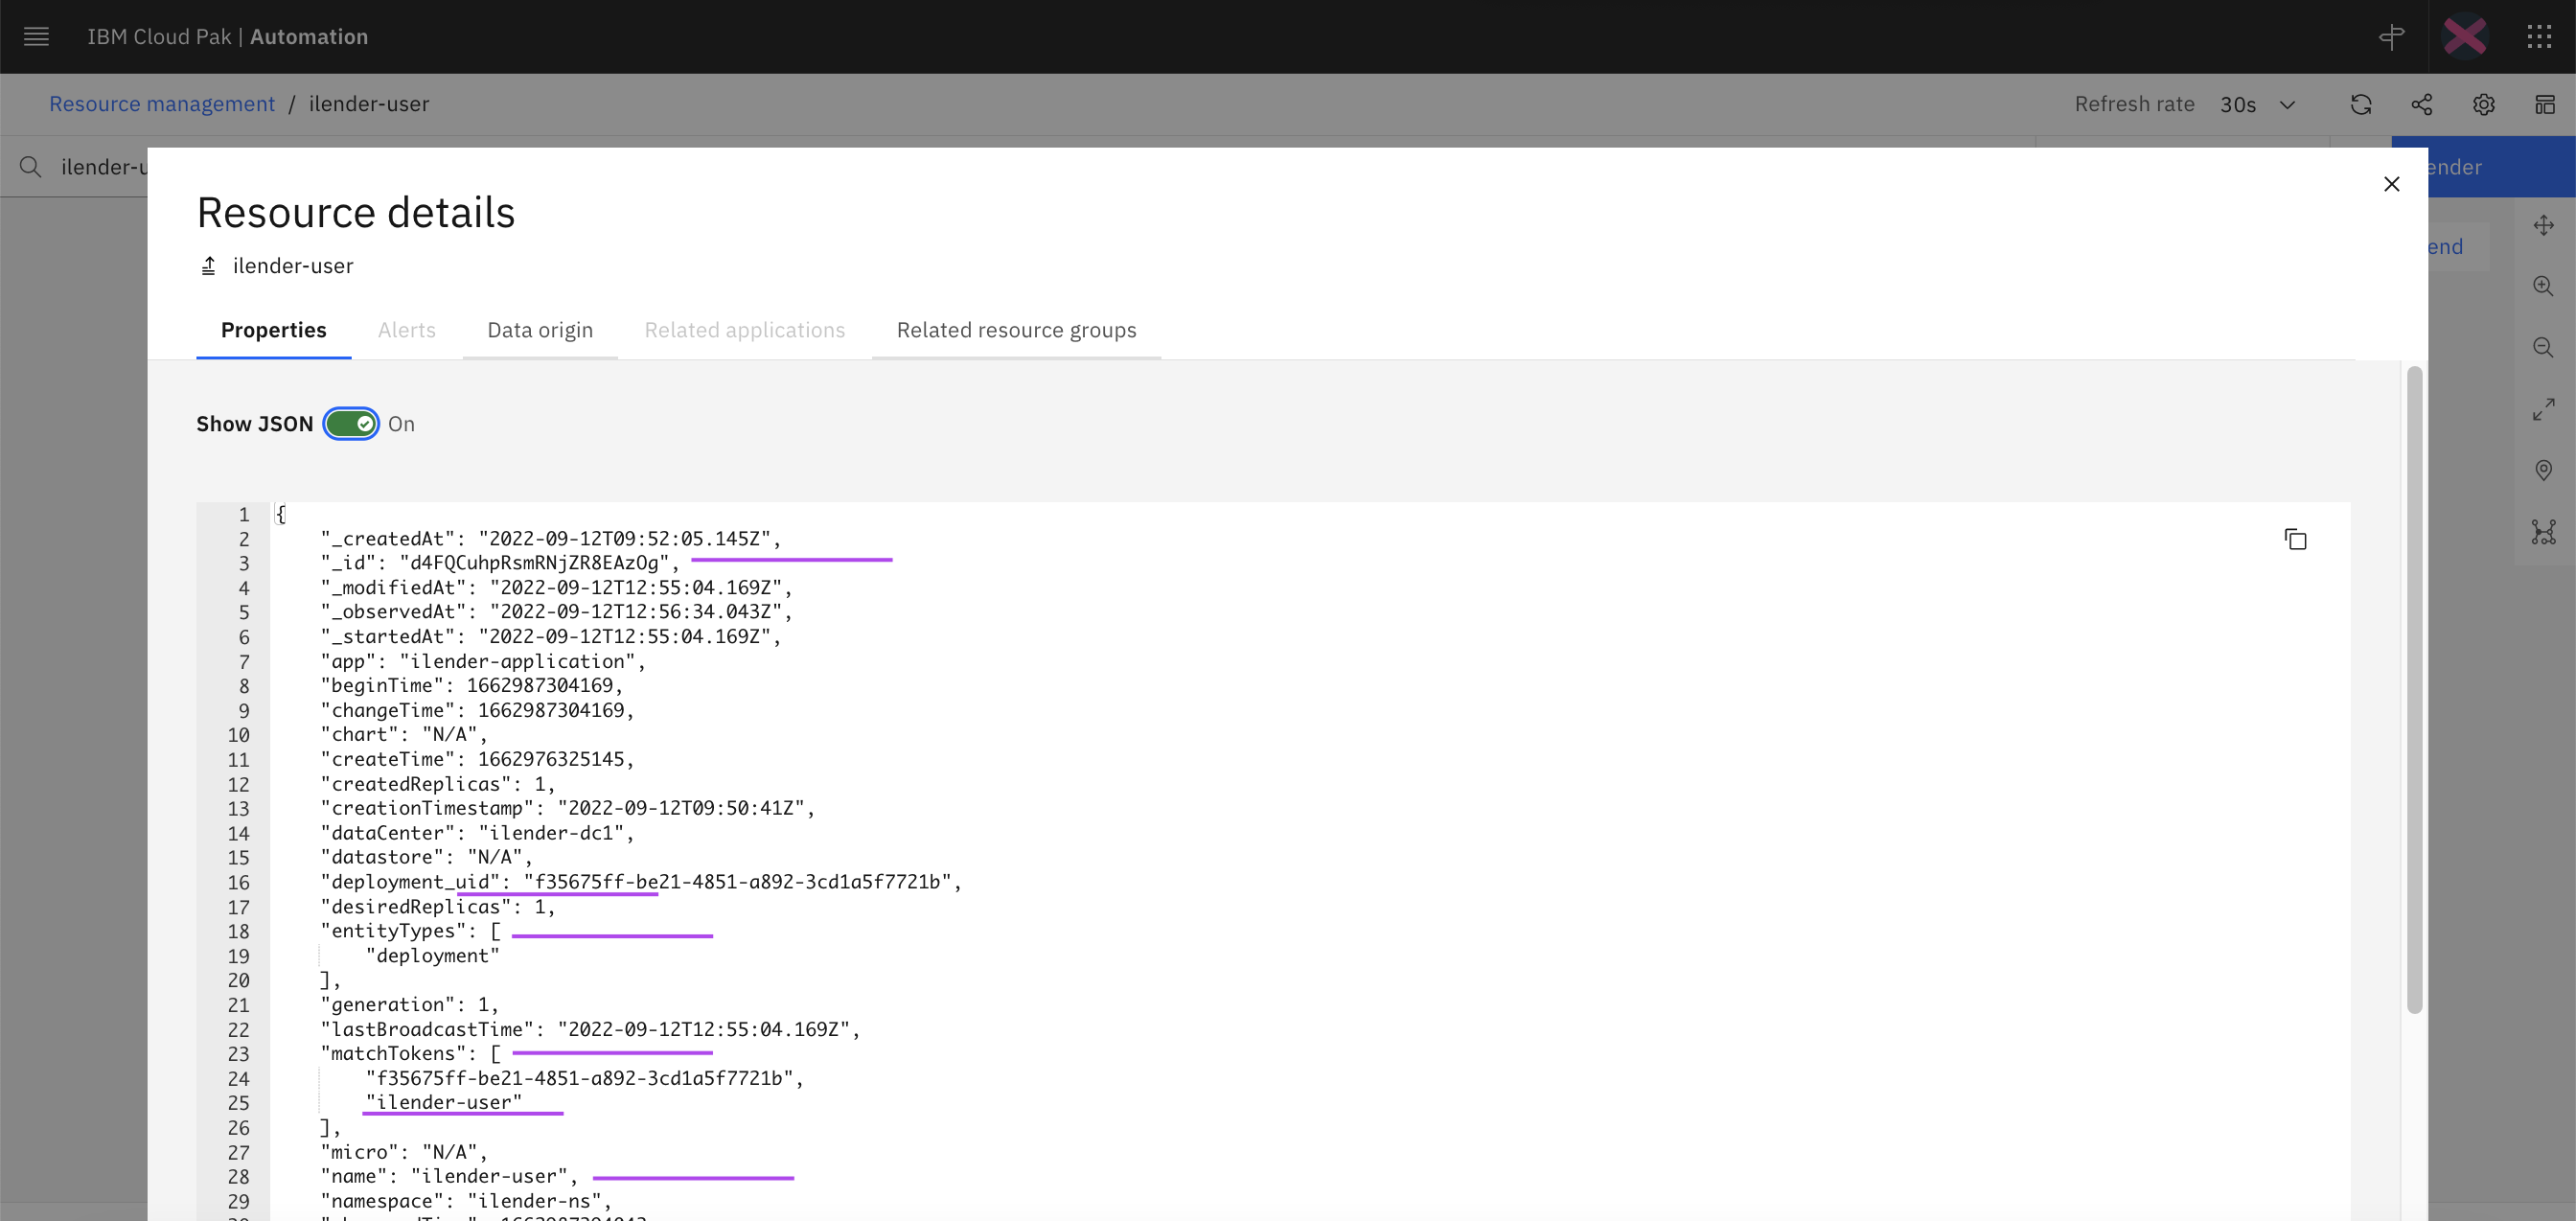 IBM Cloud Pak | Automation
Resource management / ilender-user
Refresh rate 30s
ilender-u
ender
end
Resource details
ilender-user
Properties Alerts Data origin Related applications Related resource groups
Show JSON On
1 {
2 "_createdAt": "2022-09-12T09:52:05.145Z",
3 "_id": "d4FQCuhpRsmRNjZR8EAzOg",
4 "_modifiedAt": "2022-09-12T12:55:04.169Z",
5 "_observedAt": "2022-09-12T12:56:34.043Z",
6 "_startedAt": "2022-09-12T12:55:04.169Z",
7 "app": "ilender-application",
8 "beginTime": 1662987304169,
9 "changeTime": 1662987304169,
10 "chart": "N/A",
11 "createTime": 1662976325145,
12 "createdReplicas": 1,
13 "creationTimestamp": "2022-09-12T09:50:41Z",
14 "dataCenter": "ilender-dc1",
15 "datastore": "N/A",
16 "deployment_uid": "f35675ff-be21-4851-a892-3cd1a5f7721b",
17 "desiredReplicas": 1,
18 "entityTypes": [
19 "deployment"
20 ],
21 "generation": 1,
22 "lastBroadcastTime": "2022-09-12T12:55:04.169Z",
23 "matchTokens": [
24 "f35675ff-be21-4851-a892-3cd1a5f7721b",
25 "ilender-user"
26 ],
27 "micro": "N/A",
28 "name": "ilender-user",
29 "namespace": "ilender-ns",